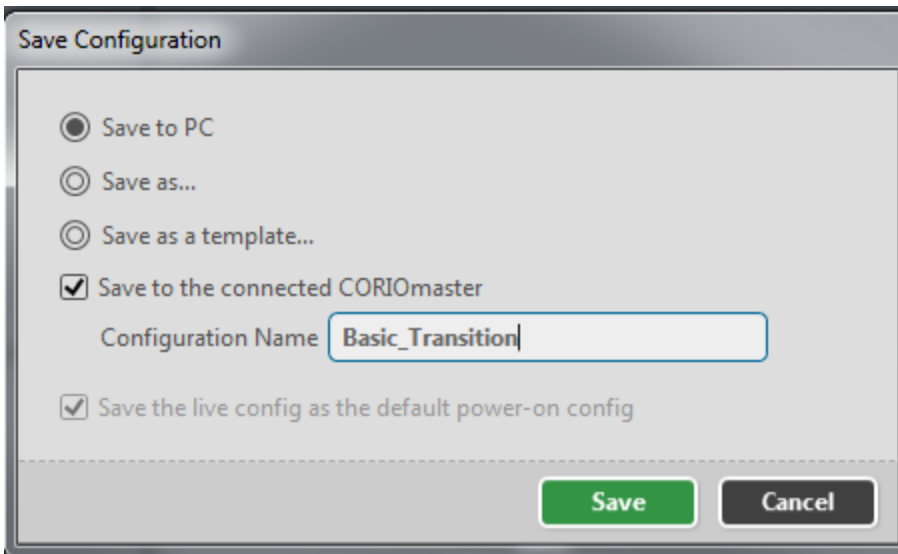 Save Configuration
Save to PC
Save as...
Save as a template...
Save to the connected CORIOmaster
Configuration Name Basic_Transition
Save the live config as the default power-on config
Save Cancel